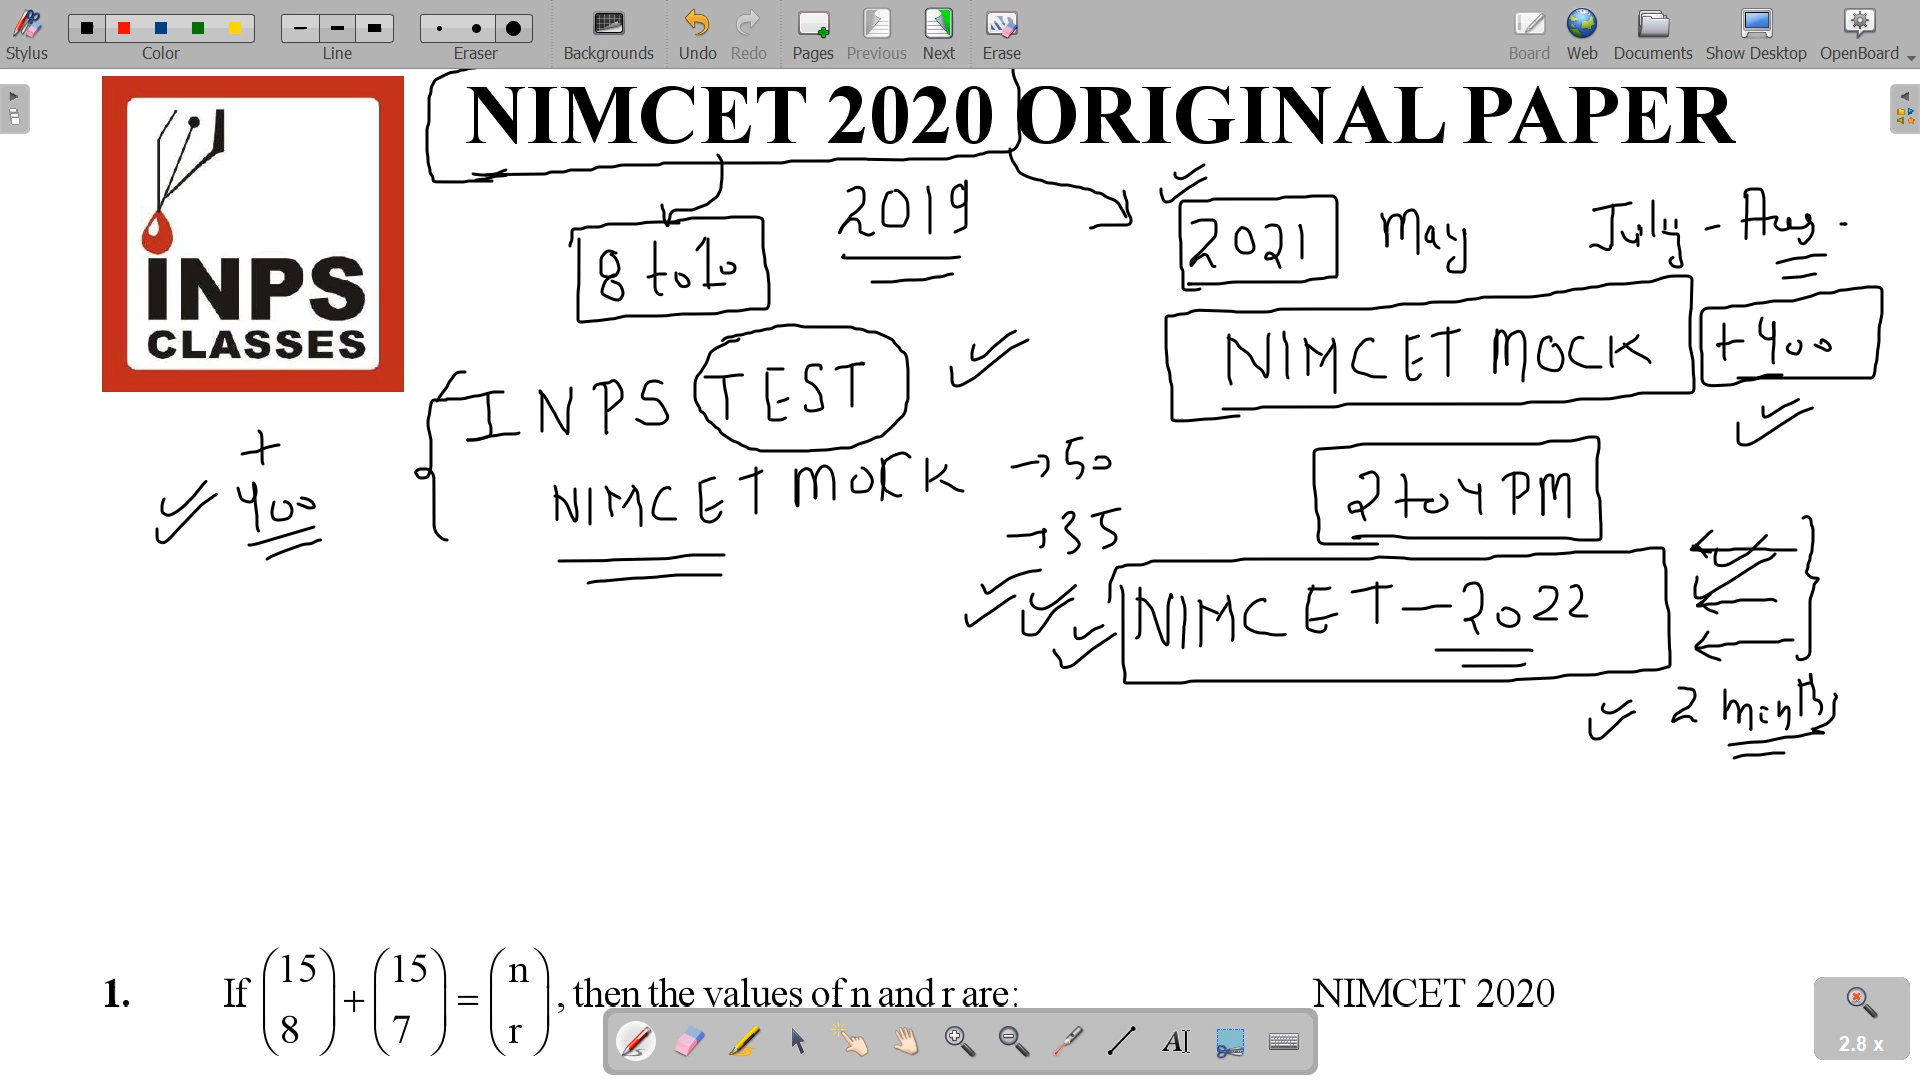 Stylus Color Line Eraser Backgrounds Undo Redo Pages Previous Next Erase Board Web Documents Show Desktop OpenBoard
NIMCET 2020 ORIGINAL PAPER
INPS
CLASSES
8 to 10
2019
2021 May July - Aug.
NIMCET MOCK +400
INPS TEST
NIMCET MOCK → 50
→ 35
+
400
2 to 4 PM
NIMCET - 2022
2 months
1. If (15 8) + (15 7) = (n r), then the values of n and r are: NIMCET 2020
2.8 x